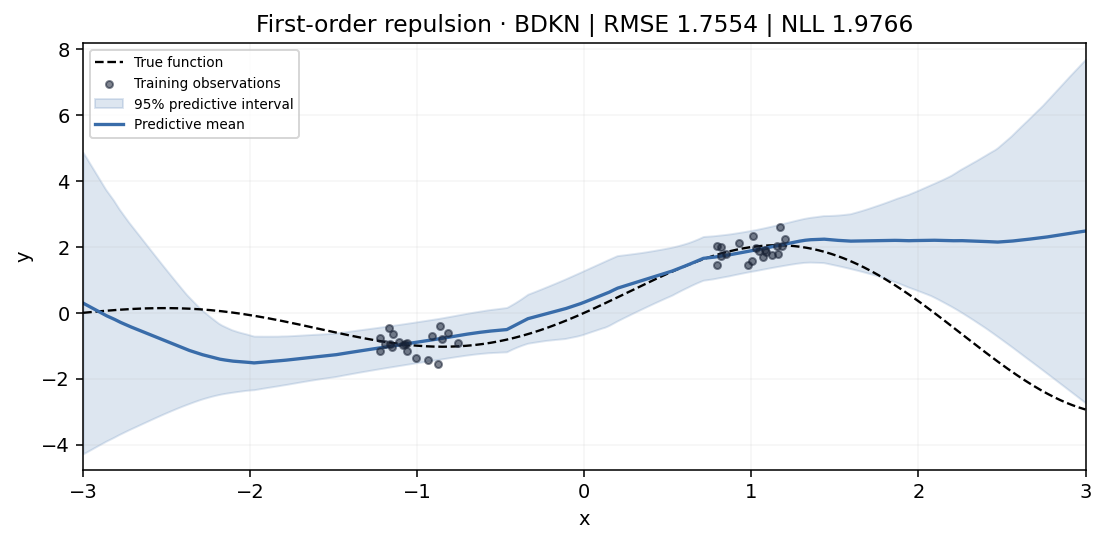 First-order repulsion · BDKN | RMSE 1.7554 | NLL 1.9766
True function
Training observations
95% predictive interval
Predictive mean
y
8
6
4
2
0
−2
−4
−3
−2
−1
0
1
2
3
x